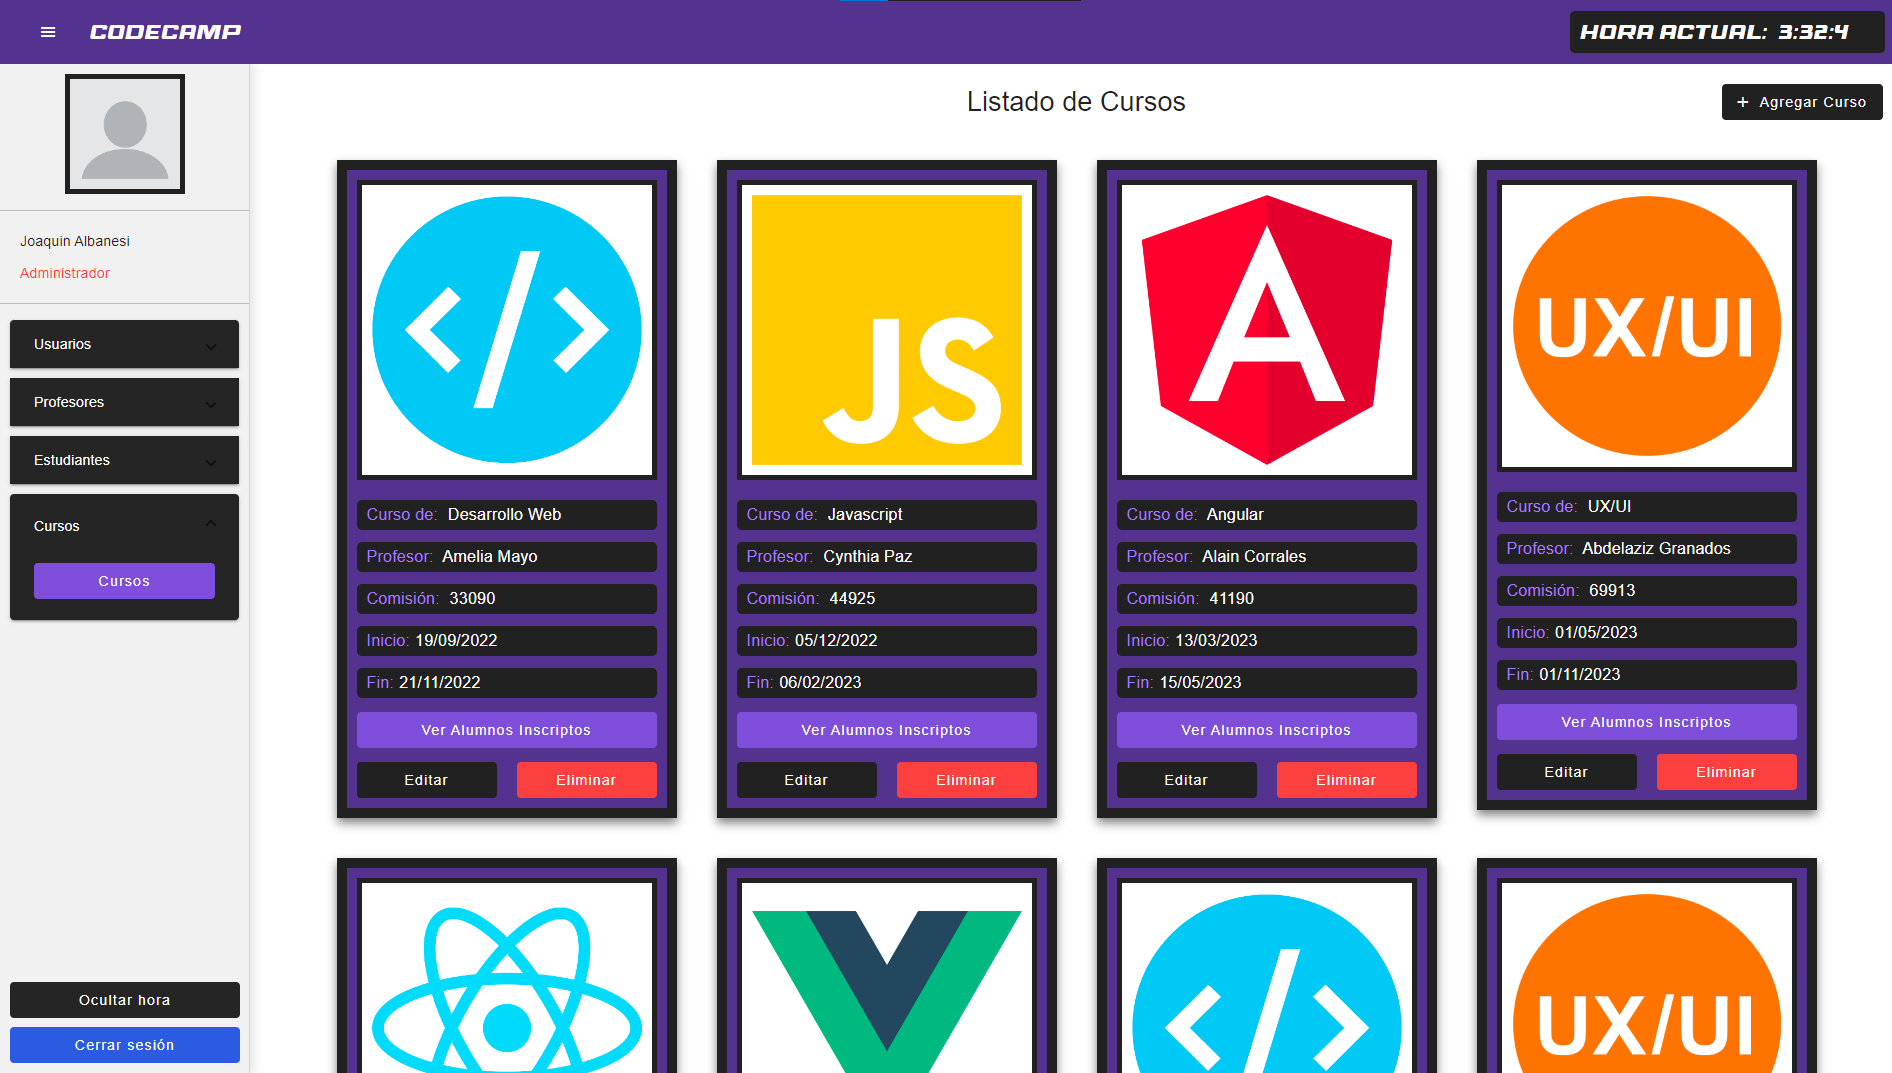 CODECAMP
HORA ACTUAL: 3:32:4
Joaquin Albanesi
Administrador
Usuarios
Profesores
Estudiantes
Cursos
Cursos
Ocultar hora
Cerrar sesión
Listado de Cursos
+ Agregar Curso
</>
Curso de: Desarrollo Web
Profesor: Amelia Mayo
Comisión: 33090
Inicio: 19/09/2022
Fin: 21/11/2022
Ver Alumnos Inscriptos
Editar
Eliminar
JS
Curso de: Javascript
Profesor: Cynthia Paz
Comisión: 44925
Inicio: 05/12/2022
Fin: 06/02/2023
Ver Alumnos Inscriptos
Editar
Eliminar
A
Curso de: Angular
Profesor: Alain Corrales
Comisión: 41190
Inicio: 13/03/2023
Fin: 15/05/2023
Ver Alumnos Inscriptos
Editar
Eliminar
UX/UI
Curso de: UX/UI
Profesor: Abdelaziz Granados
Comisión: 69913
Inicio: 01/05/2023
Fin: 01/11/2023
Ver Alumnos Inscriptos
Editar
Eliminar
</>
UX/UI